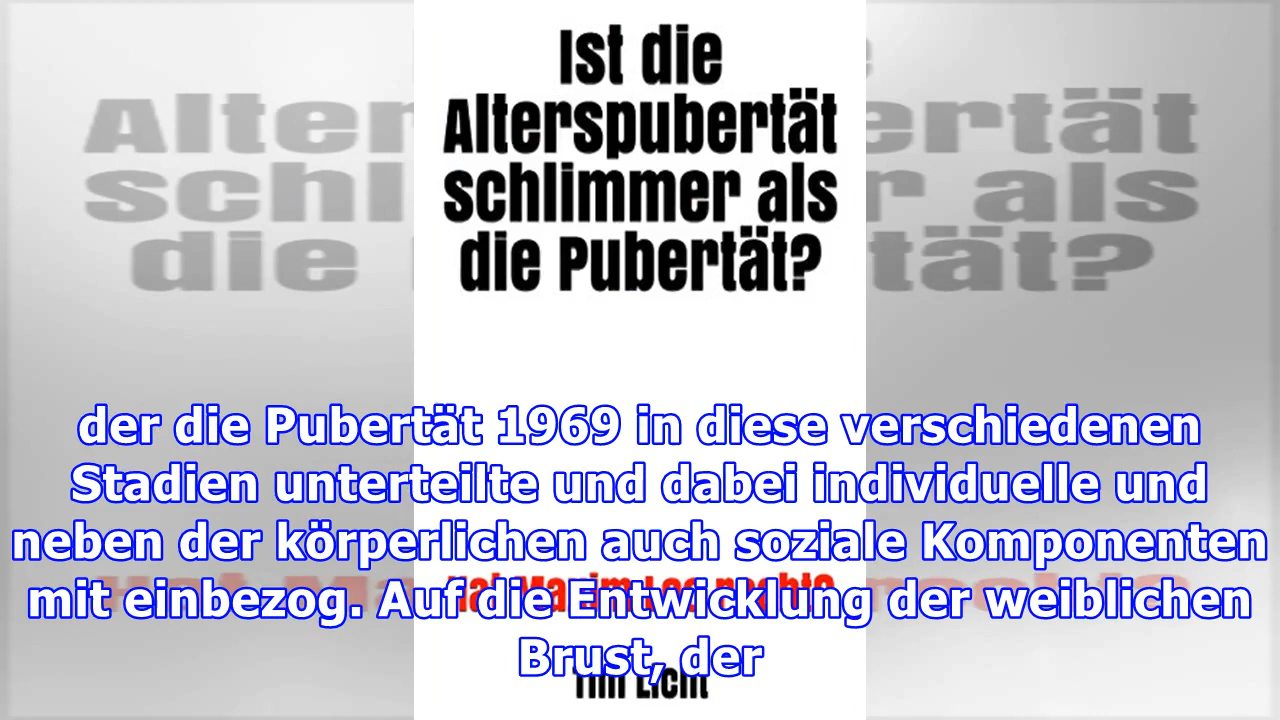 Ist die
Alterspubertät
schlimmer als
die Pubertät?
der die Pubertät 1969 in diese verschiedenen
Stadien unterteilte und dabei individuelle und
neben der körperlichen auch soziale Komponenten
mit einbezog. Auf die Entwicklung der weiblichen
Brust, der